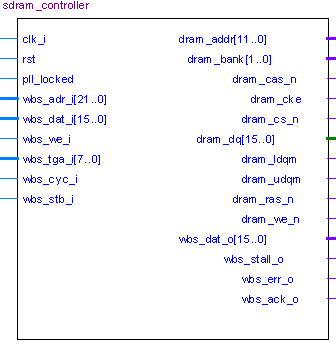 sdram_controller
clk_i
rst
pll_locked
wbs_adr_i[21..0]
wbs_dat_i[15..0]
wbs_we_i
wbs_tga_i[7..0]
wbs_cyc_i
wbs_stb_i
dram_addr[11..0]
dram_bank[1..0]
dram_cas_n
dram_cke
dram_cs_n
dram_dq[15..0]
dram_ldqm
dram_udqm
dram_ras_n
dram_we_n
wbs_dat_o[15..0]
wbs_stall_o
wbs_err_o
wbs_ack_o